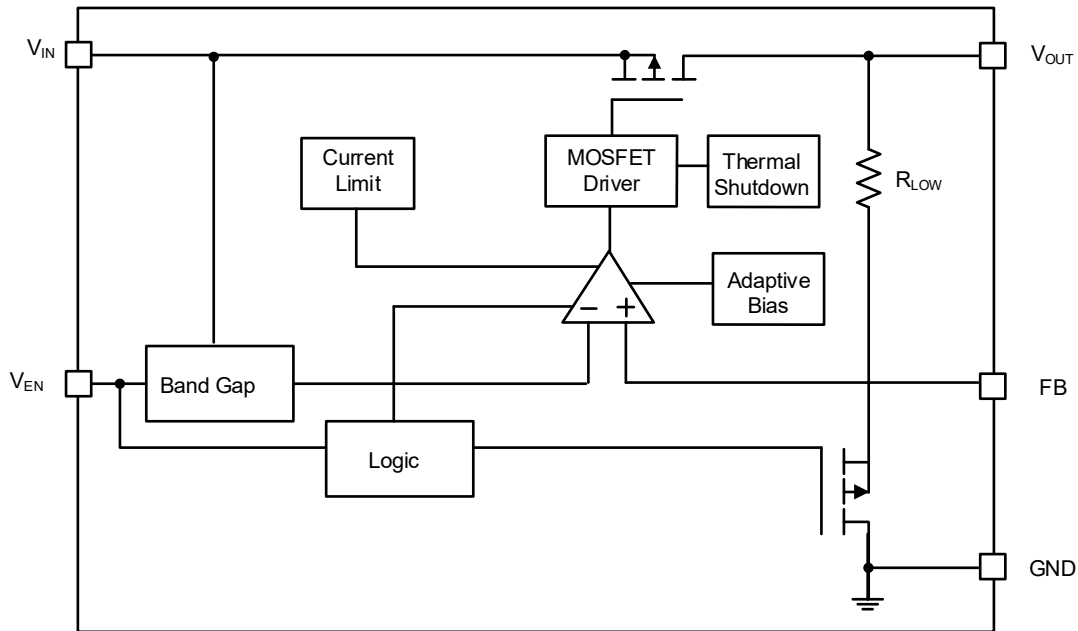 VIN
VOUT
Current
Limit
MOSFET
Driver
Thermal
Shutdown
RLOW
Adaptive
Bias
− +
VEN
Band Gap
FB
Logic
GND